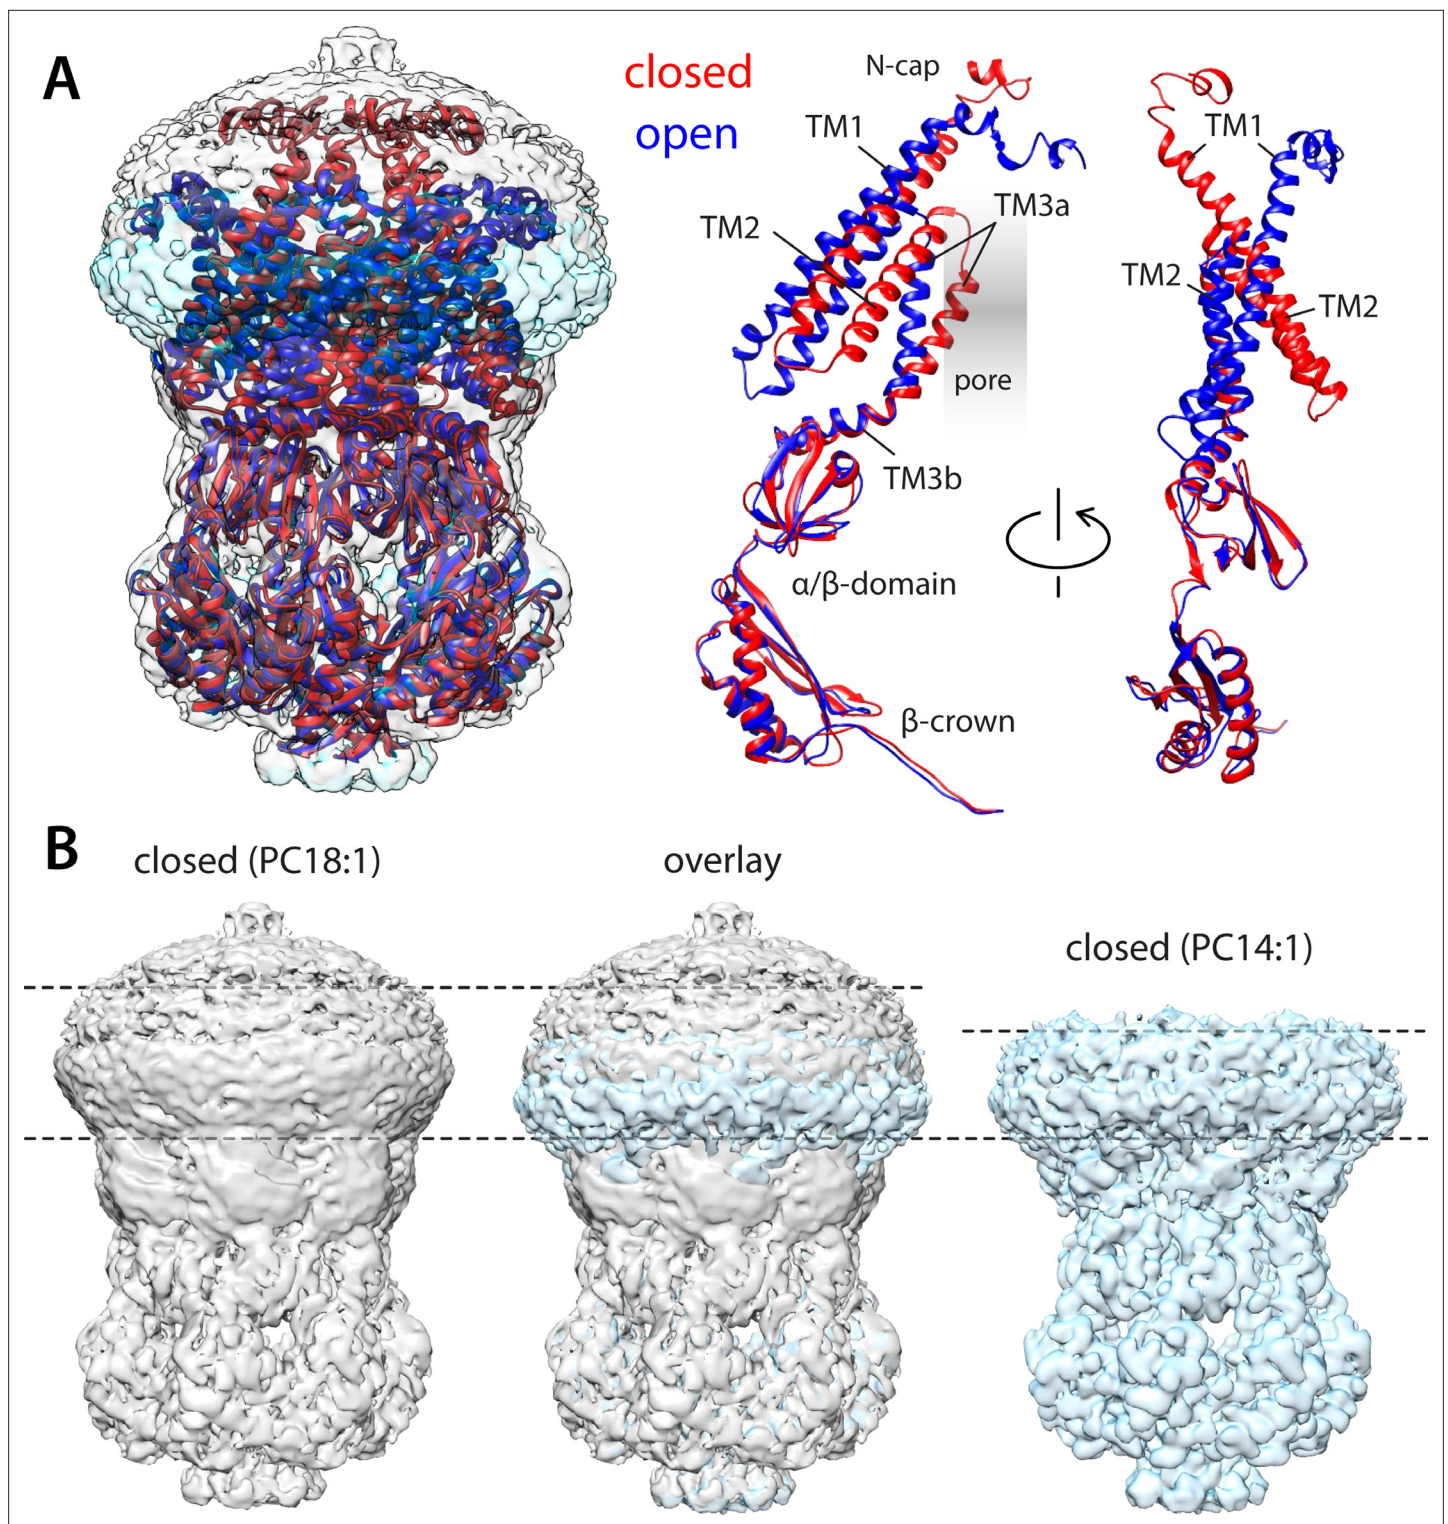 A
closed
open
N-cap
TM1
TM2
TM3a
pore
TM3b
α/β-domain
β-crown
TM1
TM2
TM2
B
closed (PC18:1)
overlay
closed (PC14:1)